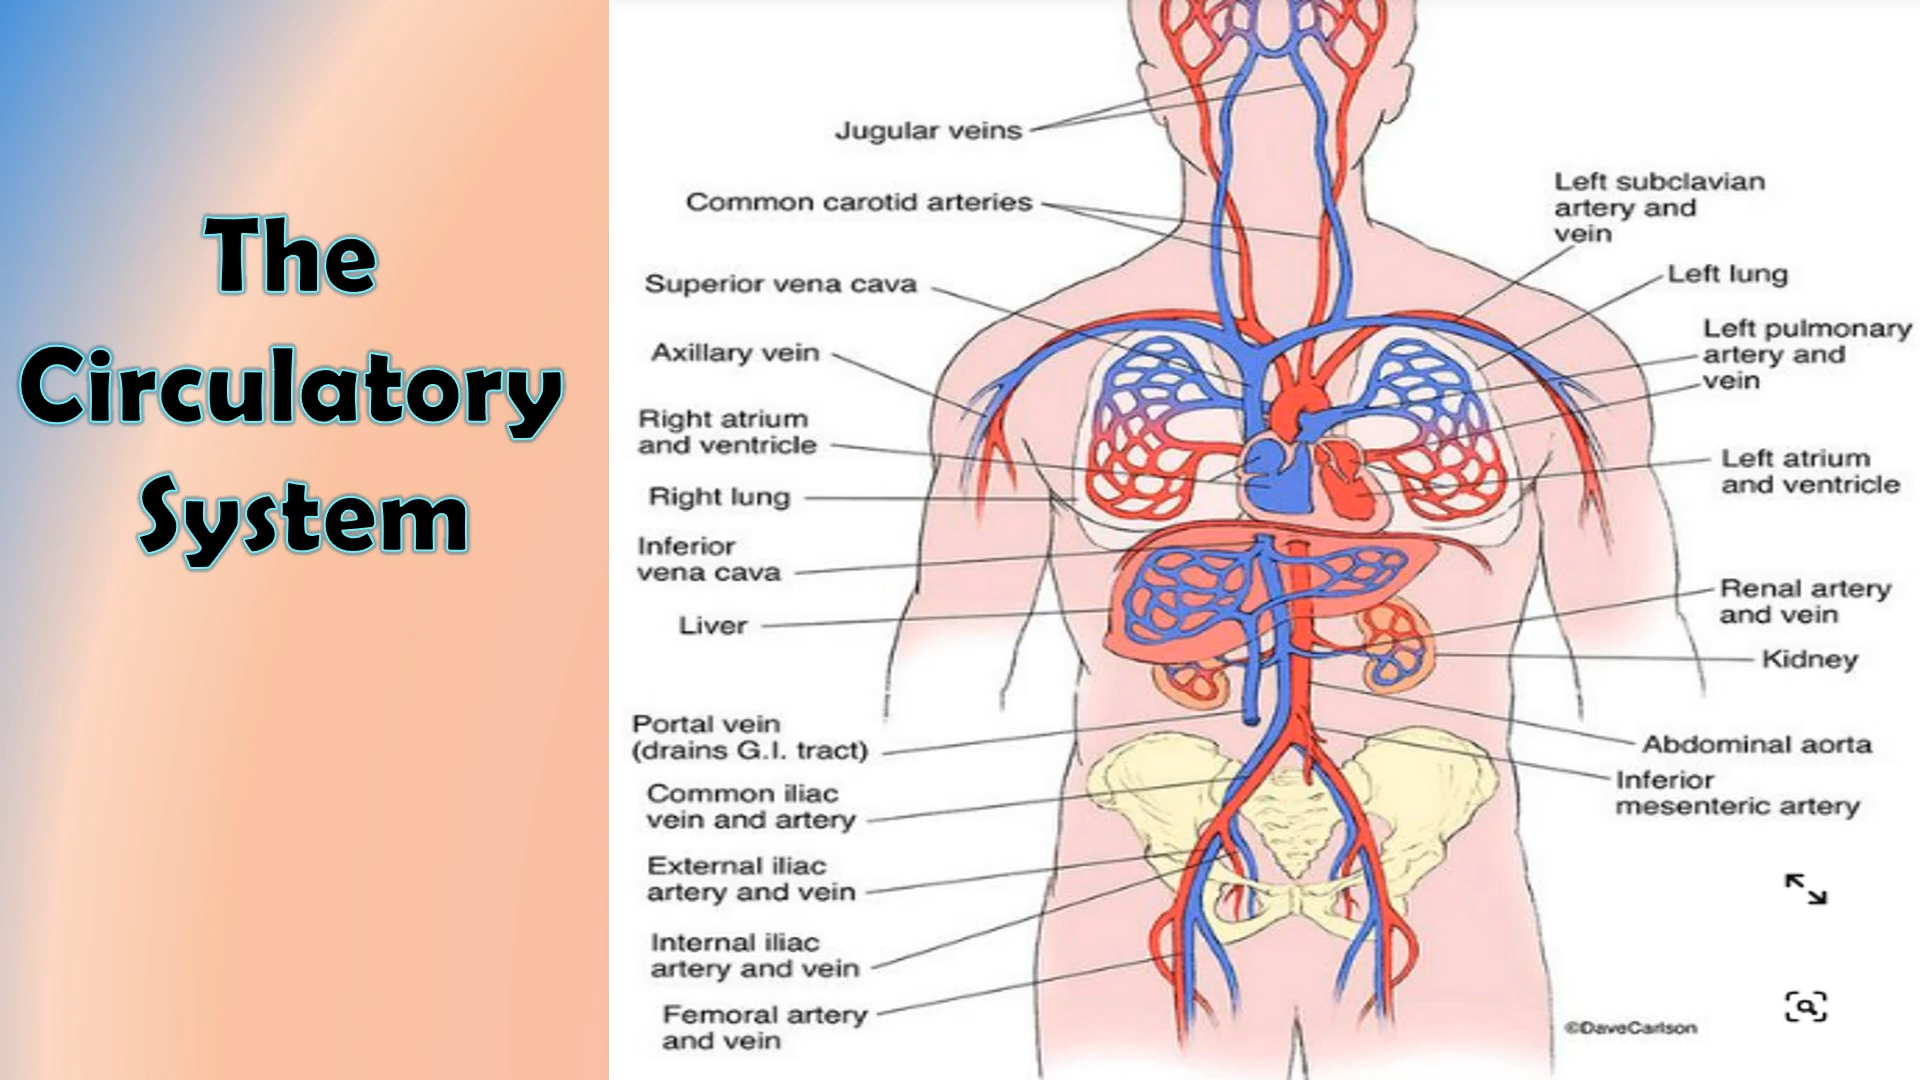 The
Circulatory
System
Jugular veins
Common carotid arteries
Superior vena cava
Axillary vein
Right atrium
and ventricle
Right lung
Inferior
vena cava
Liver
Portal vein
(drains G.I. tract)
Common iliac
vein and artery
External iliac
artery and vein
Internal iliac
artery and vein
Femoral artery
and vein
Left subclavian
artery and
vein
Left lung
Left pulmonary
artery and
vein
Left atrium
and ventricle
Renal artery
and vein
Kidney
Abdominal aorta
Inferior
mesenteric artery
©DaveCarlson